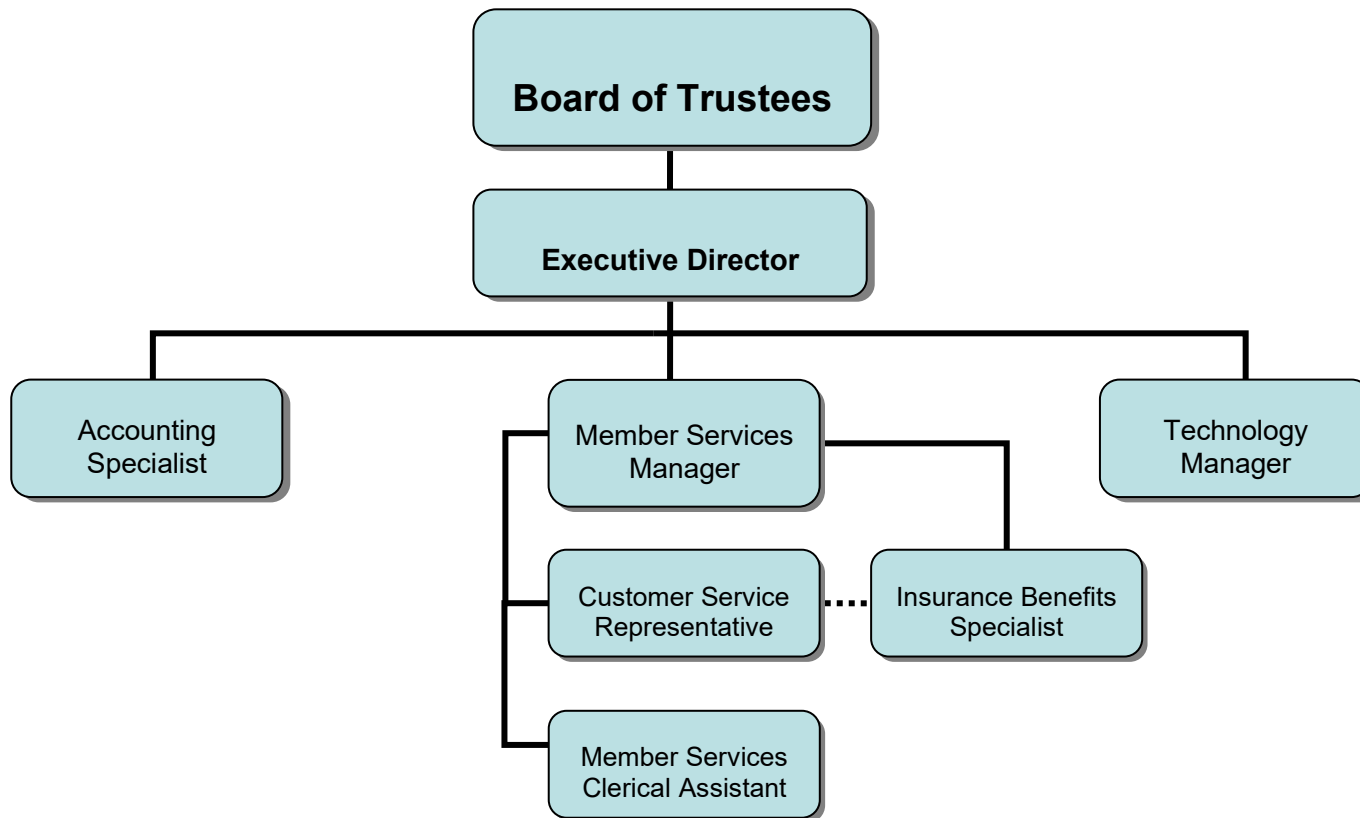 Board of Trustees
Executive Director
Accounting
Specialist
Member Services
Manager
Technology
Manager
Customer Service
Representative
Insurance Benefits
Specialist
Member Services
Clerical Assistant